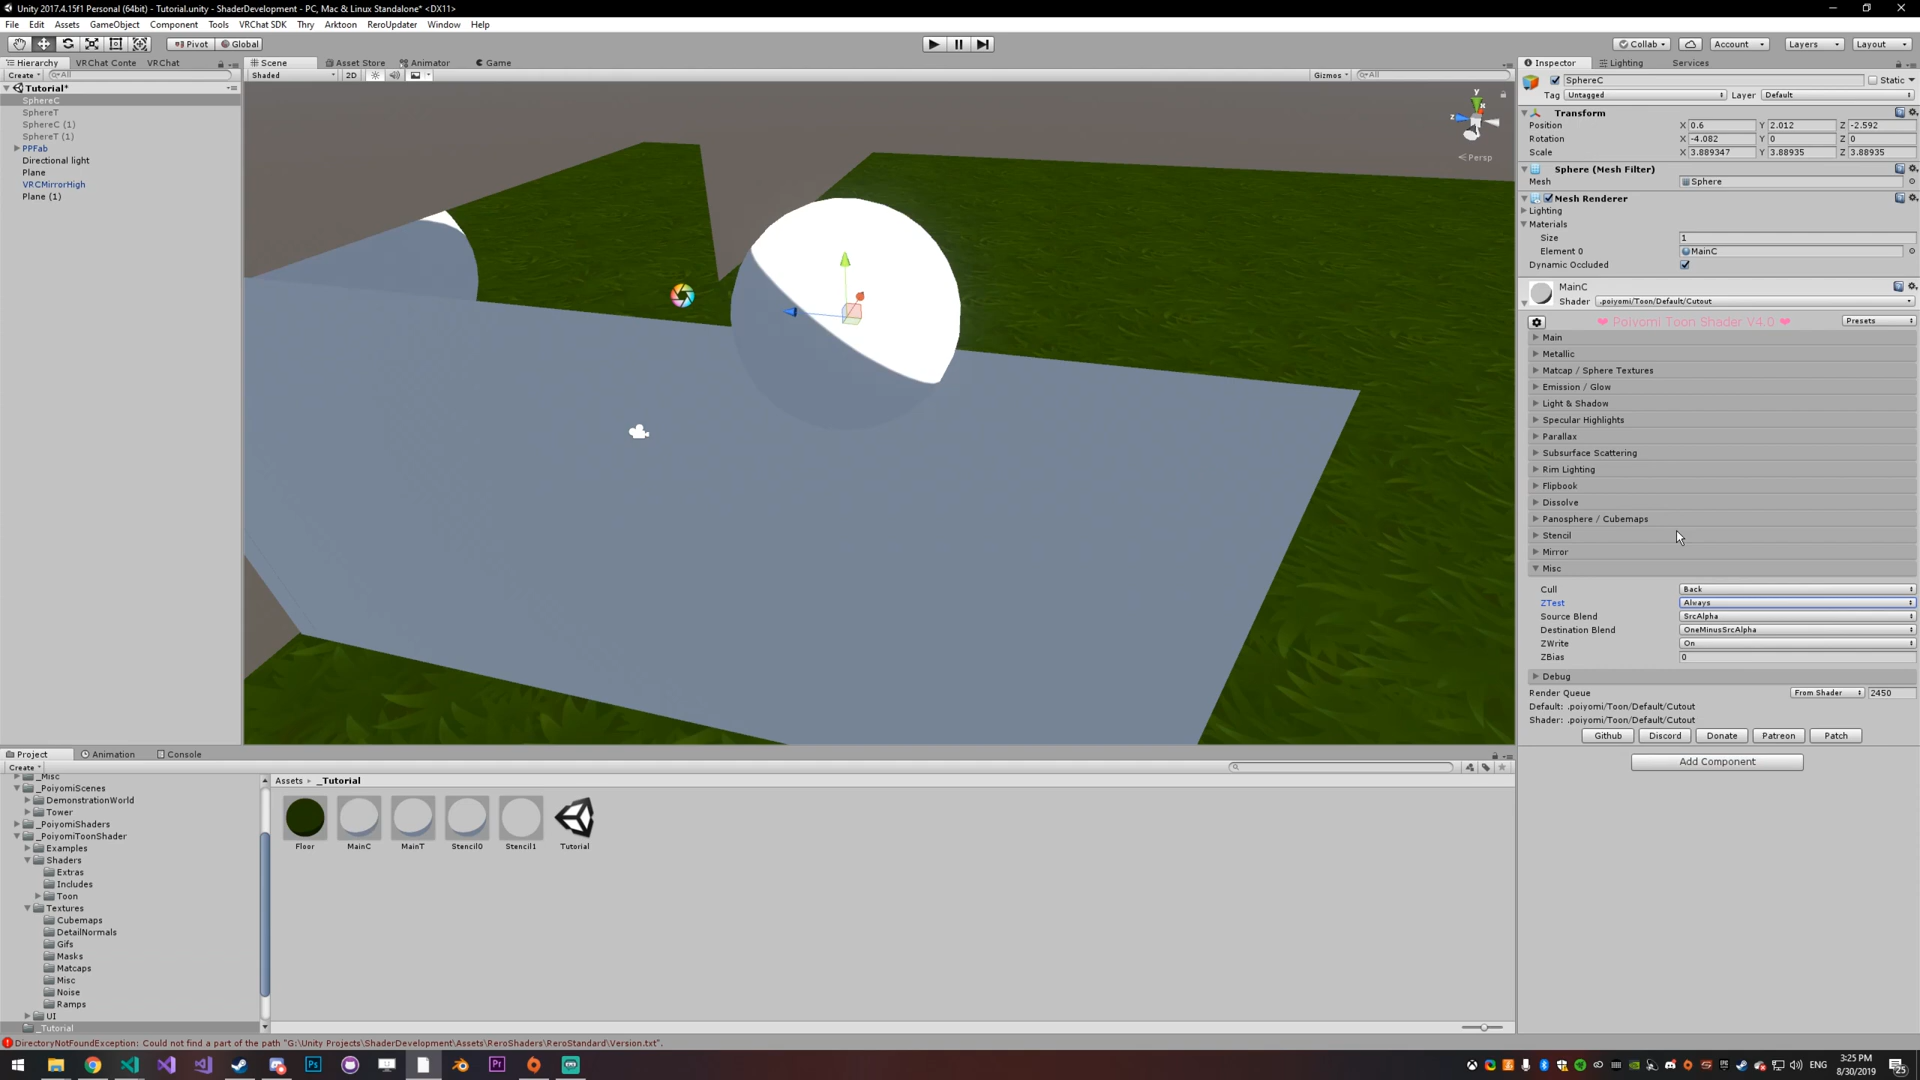 Unity 2017.4.15f1 Personal (64bit) - Tutorial.unity - ShaderDevelopment - PC, Mac & Linux Standalone* <DX11>
File Edit Assets GameObject Component Tools VRChat SDK Thry Arktoon ReroUpdater Window Help
Pivot Global Collab Account Layers Layout
Hierarchy VRChat Conte VRChat
Create All
Tutorial*
SphereC
SphereT
SphereC (1)
SphereT (1)
PPFab
Directional light
Plane
VRCMirrorHigh
Plane (1)
Scene Asset Store Animator Game
Shaded 2D Gizmos All
y
x
z
Persp
Inspector Lighting Services
SphereC Static
Tag Untagged Layer Default
Transform
Position X 0.6 Y 2.012 Z -2.592
Rotation X -4.082 Y 0 Z 0
Scale X 3.889347 Y 3.88935 Z 3.88935
Sphere (Mesh Filter)
Mesh Sphere
Mesh Renderer
Lighting
Materials
Size 1
Element 0 MainC
Dynamic Occluded
MainC
Shader .poiyomi/Toon/Default/Cutout
❤ Poiyomi Toon Shader V4.0 ❤ Presets
Main
Metallic
Matcap / Sphere Textures
Emission / Glow
Light & Shadow
Specular Highlights
Parallax
Subsurface Scattering
Rim Lighting
Flipbook
Dissolve
Panosphere / Cubemaps
Stencil
Mirror
Misc
Cull Back
ZTest Always
Source Blend SrcAlpha
Destination Blend OneMinusSrcAlpha
ZWrite On
ZBias 0
Debug
Render Queue From Shader 2450
Default: .poiyomi/Toon/Default/Cutout
Shader: .poiyomi/Toon/Default/Cutout
Github Discord Donate Patreon Patch
Add Component
Project Animation Console
Create
_Misc
_PoiyomiScenes
DemonstrationWorld
Tower
_PoiyomiShaders
_PoiyomiToonShader
Examples
Shaders
Extras
Includes
Toon
Textures
Cubemaps
DetailNormals
Gifs
Masks
Matcaps
Misc
Noise
Ramps
UI
_Tutorial
Assets _Tutorial
Floor MainC MainT Stencil0 Stencil1 Tutorial
DirectoryNotFoundException: Could not find a part of the path "G:\Unity Projects\ShaderDevelopment\Assets\ReroShaders\ReroStandard\Version.txt".
Ps Pr
ENG
3:25 PM
8/30/2019
25